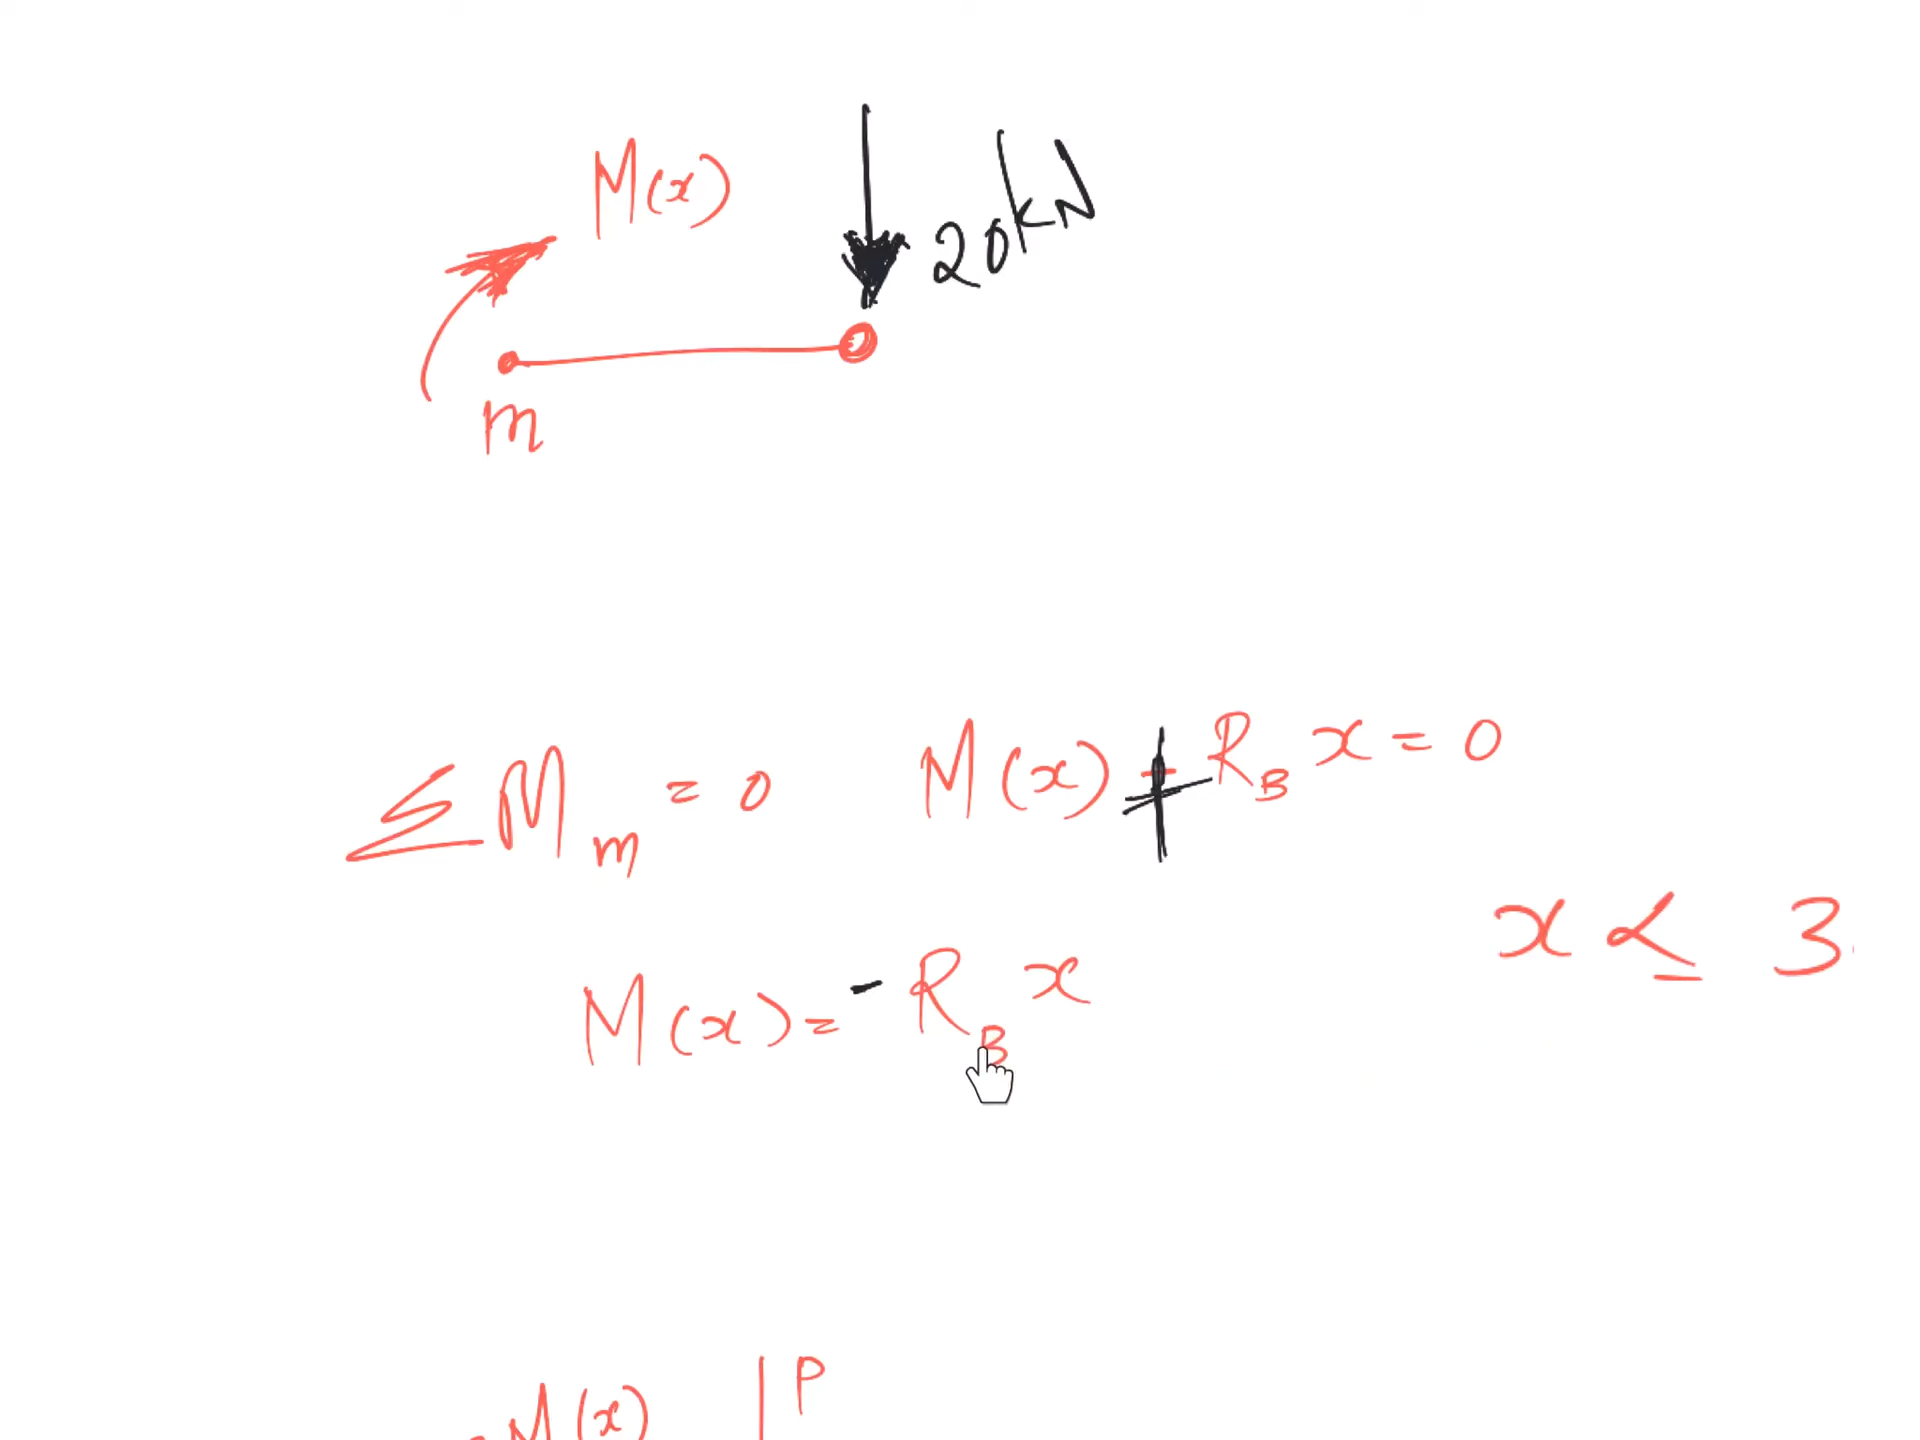 M(x)
20kN
m
ΣM_m = 0   M(x) + R_B x = 0
x ≤ 3
M(x) = - R_B x
P
M(x)